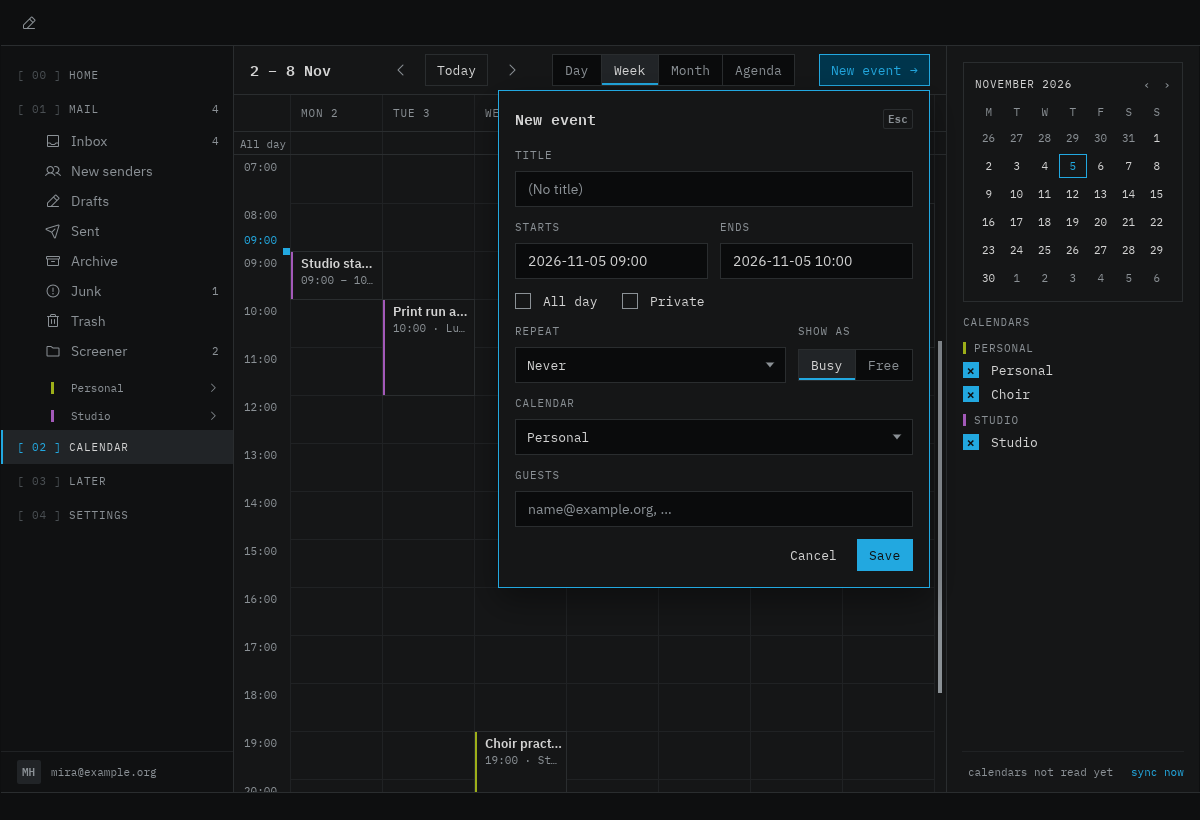 [ 00 ] HOME
[ 01 ] MAIL 4
Inbox 4
New senders
Drafts
Sent
Archive
Junk 1
Trash
Screener 2
Personal
Studio
[ 02 ] CALENDAR
[ 03 ] LATER
[ 04 ] SETTINGS
MH mira@example.org
2 – 8 Nov
Today
Day Week Month Agenda
New event →
MON 2 TUE 3 WE
All day
07:00
08:00
09:00
09:00
10:00
11:00
12:00
13:00
14:00
15:00
16:00
17:00
18:00
19:00
20:00
Studio sta…
09:00 – 10…
Print run a…
10:00 · Lu…
Choir pract…
19:00 · St…
New event Esc
TITLE
(No title)
STARTS ENDS
2026-11-05 09:00 2026-11-05 10:00
All day Private
REPEAT SHOW AS
Never Busy Free
CALENDAR
Personal
GUESTS
name@example.org, …
Cancel Save
NOVEMBER 2026 ‹ ›
M T W T F S S
26 27 28 29 30 31 1
2 3 4 5 6 7 8
9 10 11 12 13 14 15
16 17 18 19 20 21 22
23 24 25 26 27 28 29
30 1 2 3 4 5 6
CALENDARS
PERSONAL
Personal
Choir
STUDIO
Studio
calendars not read yet sync now